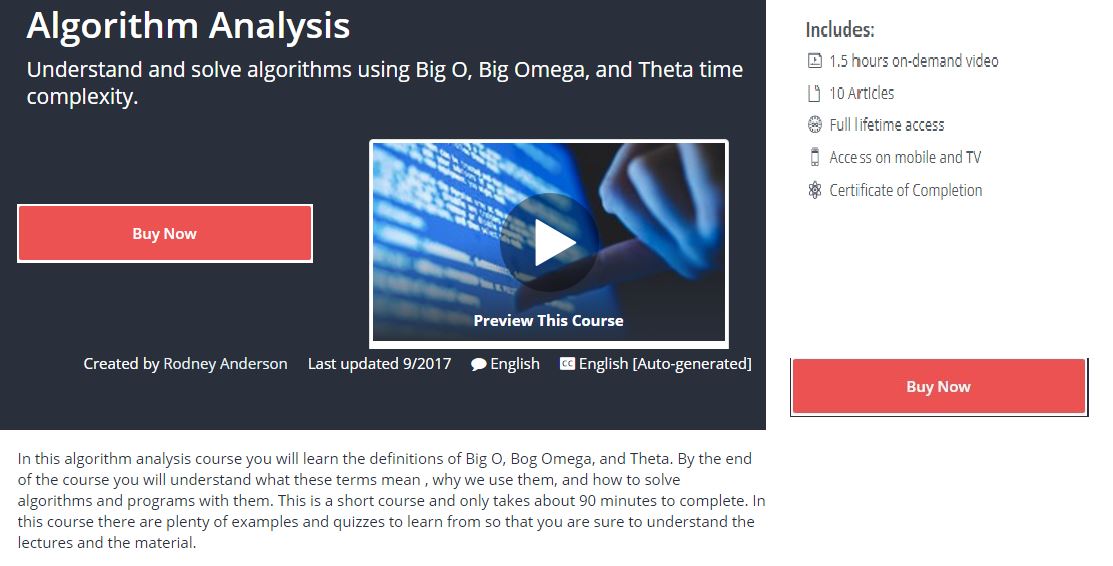 Algorithm Analysis
Understand and solve algorithms using Big O, Big Omega, and Theta time
complexity.
Buy Now
Preview This Course
Created by Rodney Anderson Last updated 9/2017 English CC English [Auto-generated]
Includes:
1.5 hours on-demand video
10 Articles
Full lifetime access
Access on mobile and TV
Certificate of Completion
Buy Now
In this algorithm analysis course you will learn the definitions of Big O, Bog Omega, and Theta. By the end
of the course you will understand what these terms mean , why we use them, and how to solve
algorithms and programs with them. This is a short course and only takes about 90 minutes to complete. In
this course there are plenty of examples and quizzes to learn from so that you are sure to understand the
lectures and the material.